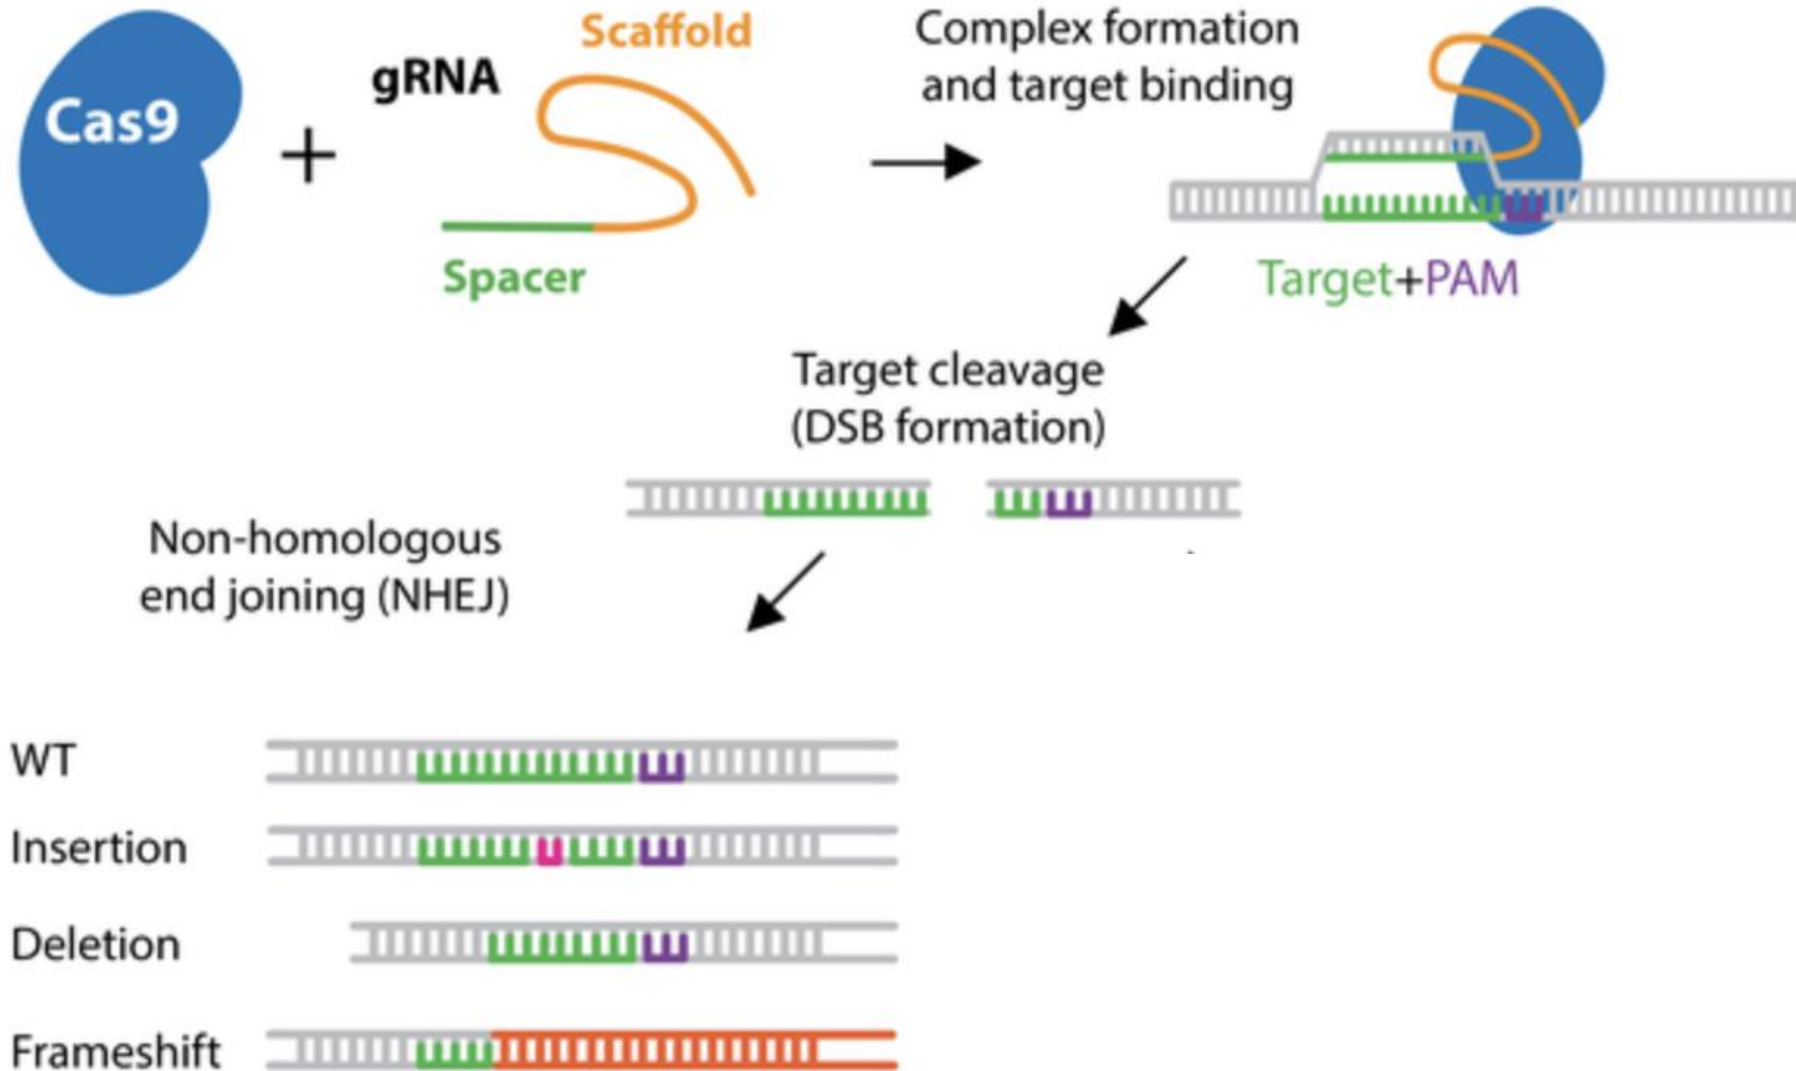 Cas9
+
gRNA
Scaffold
Spacer
Complex formation
and target binding
Target+PAM
Target cleavage
(DSB formation)
Non-homologous
end joining (NHEJ)
WT
Insertion
Deletion
Frameshift